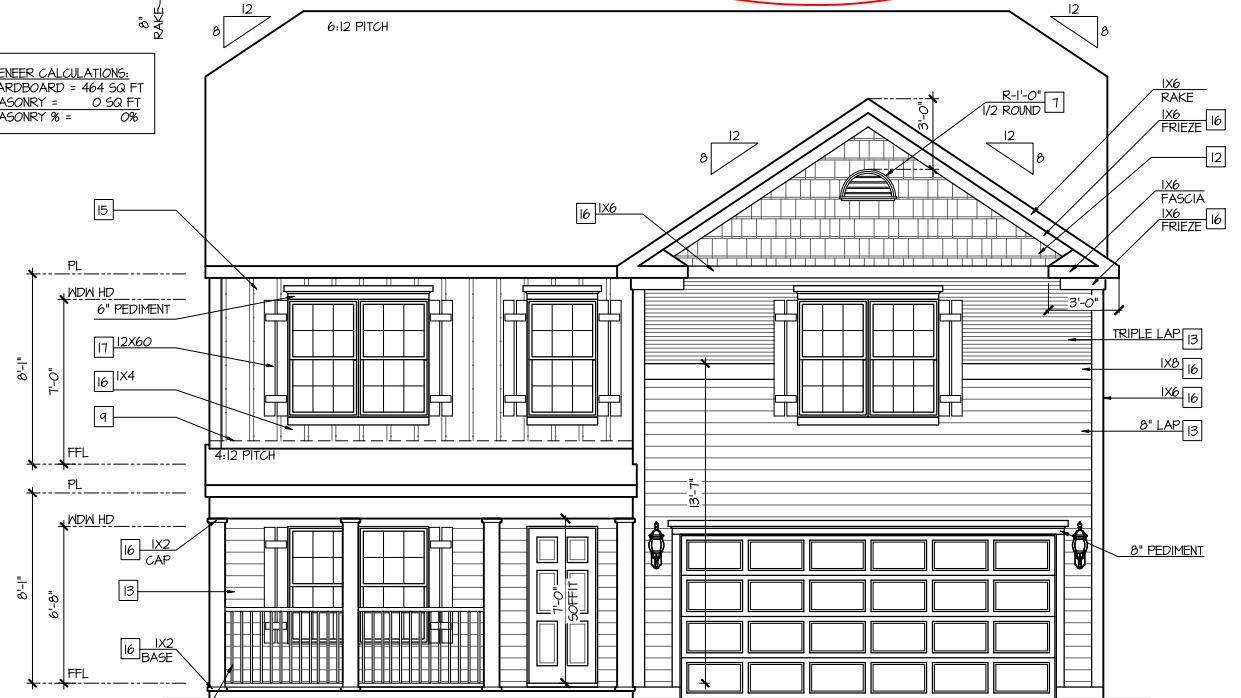 8"
RAKE
12
8
6:12 PITCH
12
8
ENEER CALCULATIONS:
ARDBOARD = 464 SQ FT
ASONRY = 0 SQ FT
ASONRY % = 0%
R-1'-0"
1/2 ROUND
7
3'-0"
12
8
12
8
1X6
RAKE
1X6
FRIEZE
16
12
1X6
FASCIA
1X6
FRIEZE
16
15
16
1X6
PL
WDW HD
6" PEDIMENT
3'-0"
17
12X60
16
1X4
9
8'-1"
7'-0"
FFL
TRIPLE LAP
13
1X8
16
1X6
16
8" LAP
13
4:12 PITCH
PL
WDW HD
13'-7"
16
1X2
CAP
13
8'-1"
6'-8"
7'-0"
SOFFIT
8" PEDIMENT
16
1X2
BASE
FFL